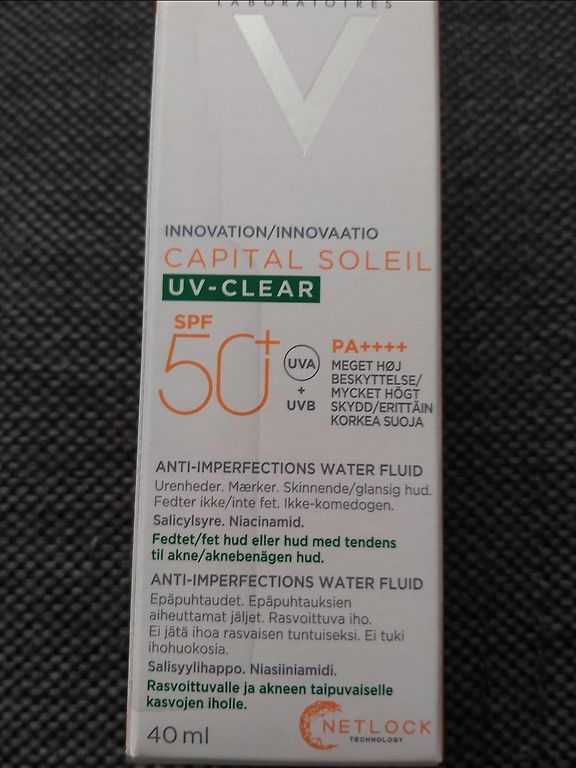 LABORATOIRES
V
INNOVATION/INNOVAATIO
CAPITAL SOLEIL
UV-CLEAR
SPF
50+
UVA
+
UVB
PA++++
MEGET HØJ
BESKYTTELSE/
MYCKET HÖGT
SKYDD/ERITTÄIN
KORKEA SUOJA
ANTI-IMPERFECTIONS WATER FLUID
Urenheder. Mærker. Skinnende/glansig hud.
Fedter ikke/inte fet. Ikke-komedogen.
Salicylsyre. Niacinamid.
Fedtet/fet hud eller hud med tendens
til akne/aknebenägen hud.
ANTI-IMPERFECTIONS WATER FLUID
Epäpuhtaudet. Epäpuhtauksien
aiheuttamat jäljet. Rasvoittuva iho.
Ei jätä ihoa rasvaisen tuntuiseksi. Ei tuki
ihohuokosia.
Salisyylihappo. Niasiiniamidi.
Rasvoittuvalle ja akneen taipuvaiselle
kasvojen iholle.
40 ml
NETLOCK
TECHNOLOGY